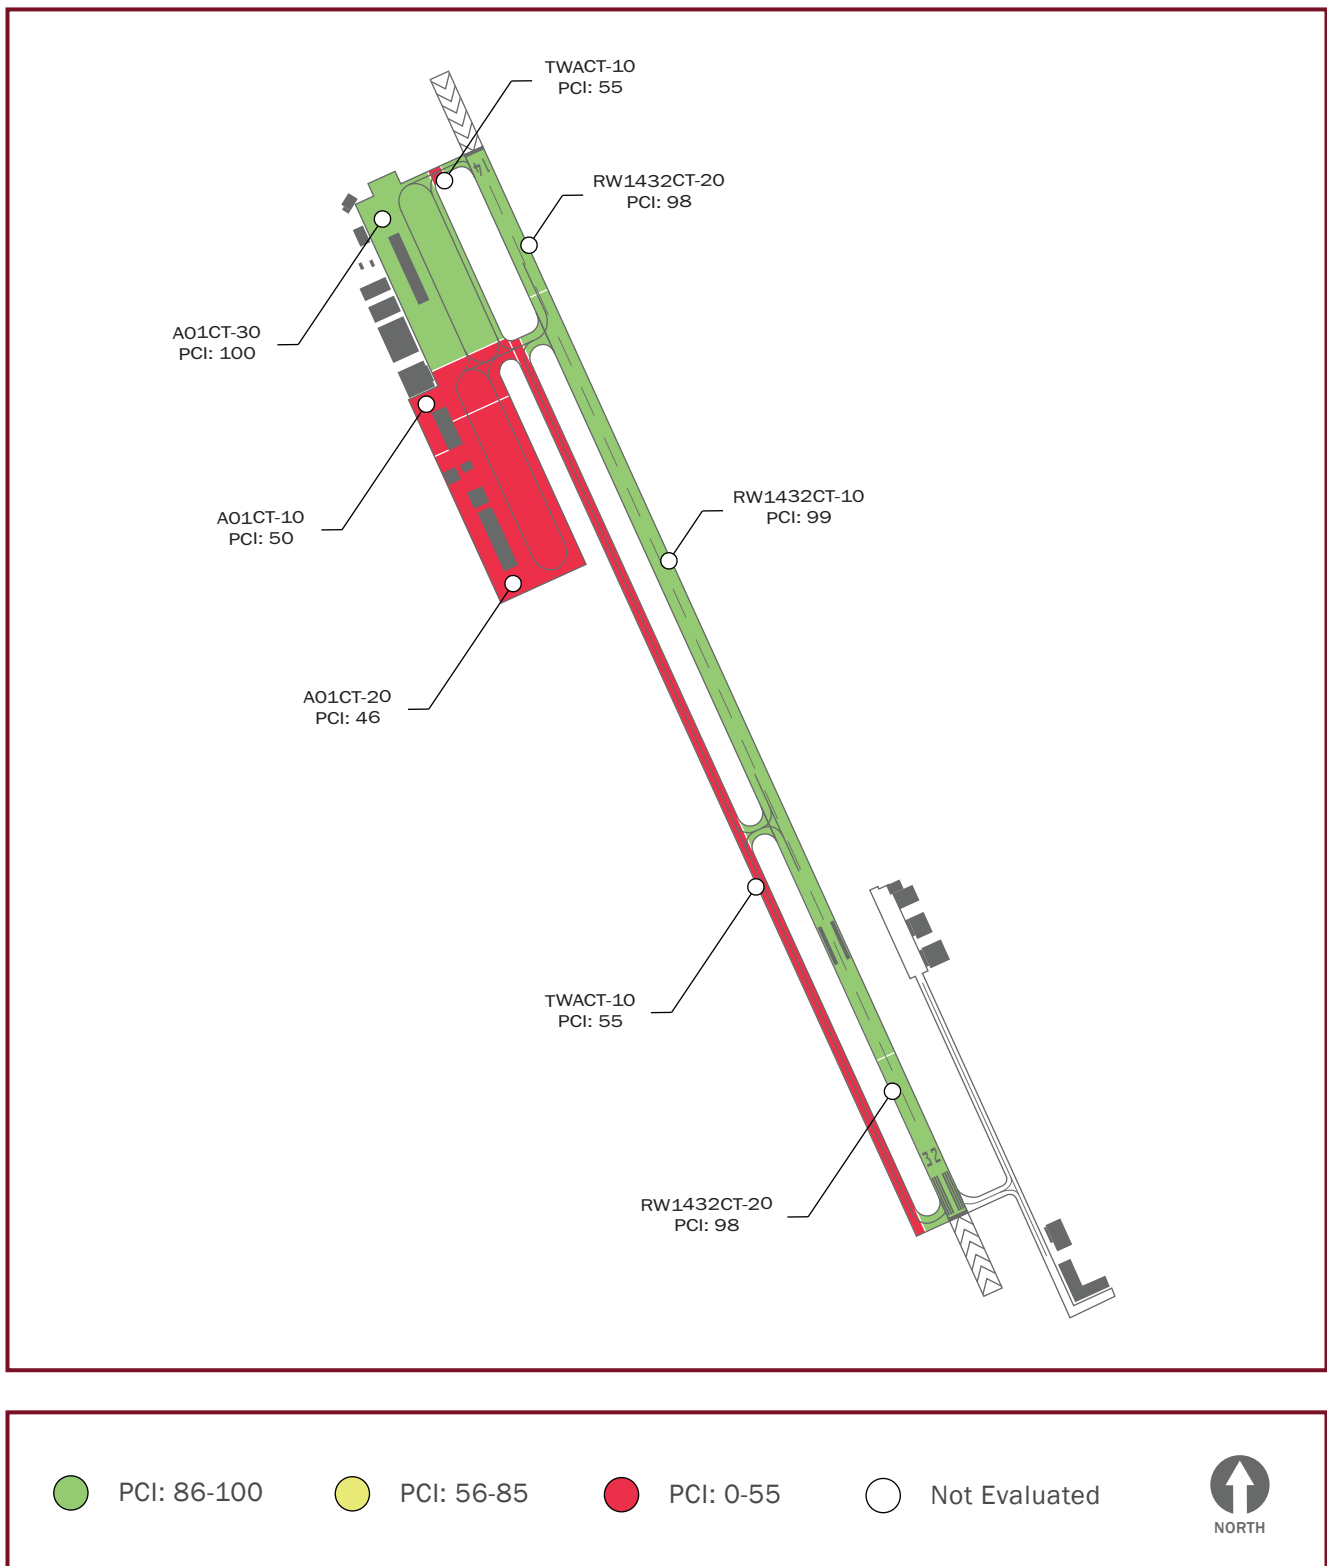 TWACT-10
PCI: 55
14
RW1432CT-20
PCI: 98
A01CT-30
PCI: 100
A01CT-10
PCI: 50
RW1432CT-10
PCI: 99
A01CT-20
PCI: 46
TWACT-10
PCI: 55
32
RW1432CT-20
PCI: 98
PCI: 86-100
PCI: 56-85
PCI: 0-55
Not Evaluated
NORTH